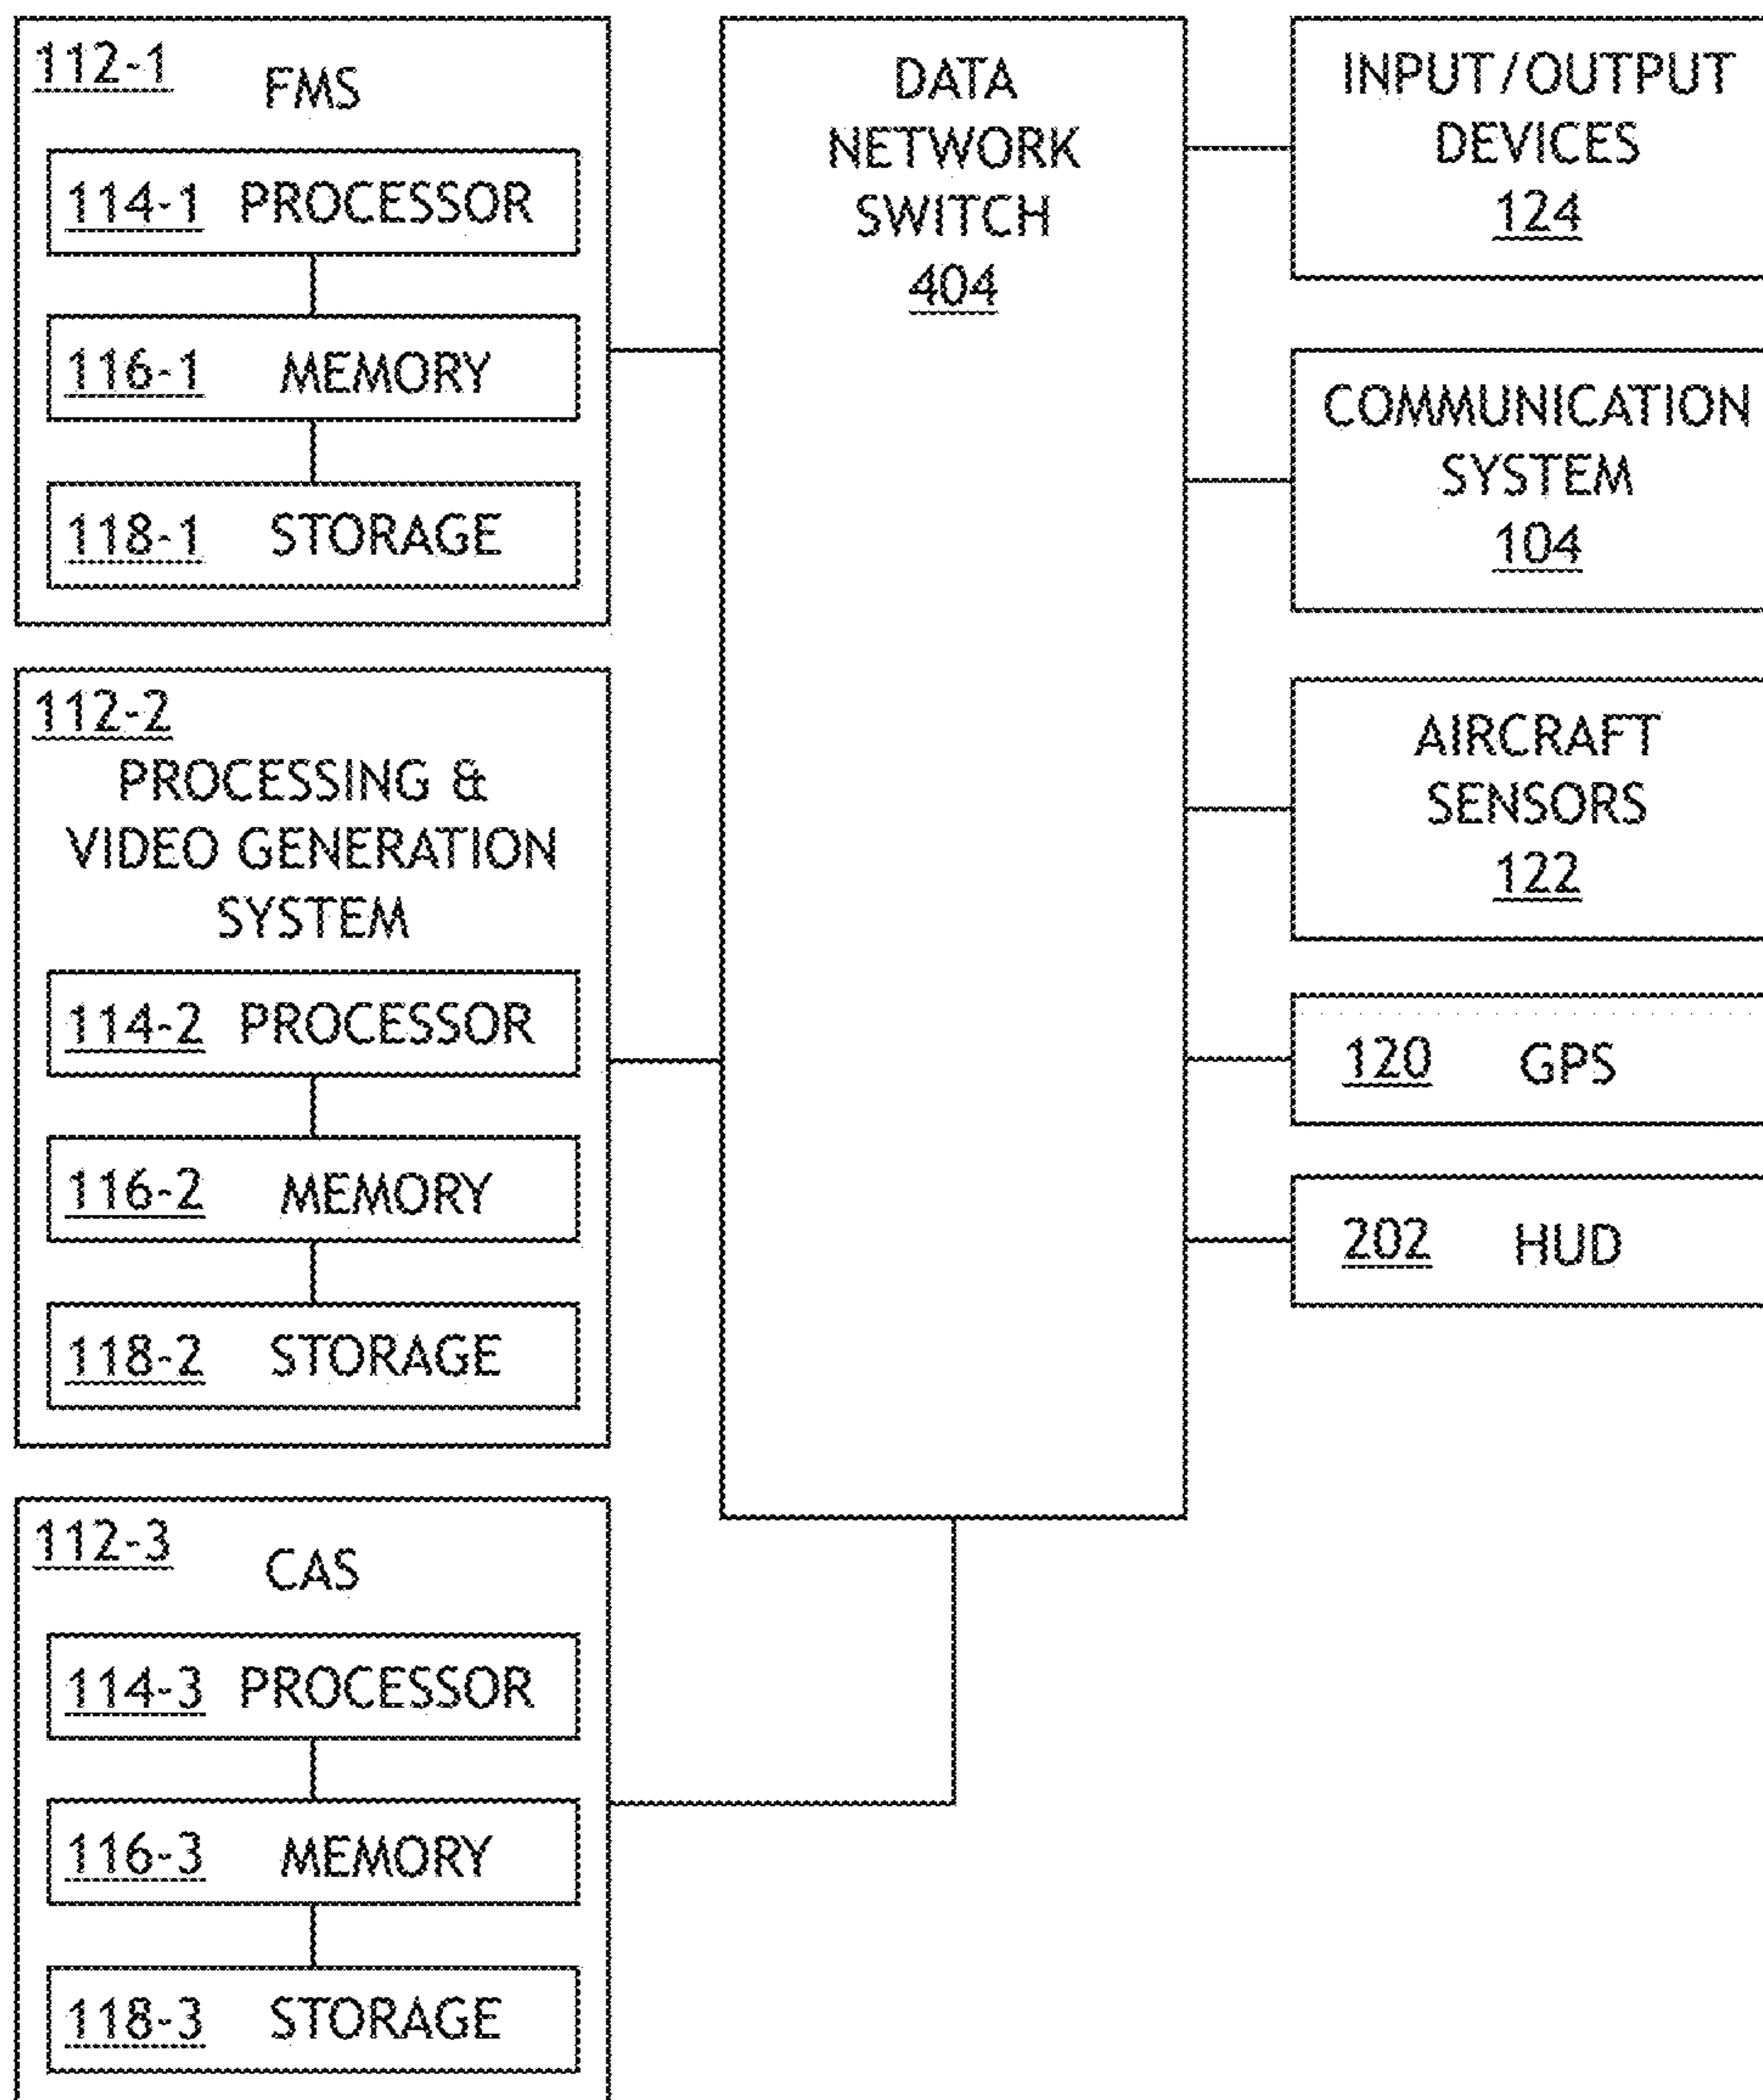 112-1
FMS
114-1 PROCESSOR
116-1 MEMORY
118-1 STORAGE
112-2
PROCESSING &
VIDEO GENERATION
SYSTEM
114-2 PROCESSOR
116-2 MEMORY
118-2 STORAGE
112-3
CAS
114-3 PROCESSOR
116-3 MEMORY
118-3 STORAGE
DATA
NETWORK
SWITCH
404
INPUT/OUTPUT
DEVICES
124
COMMUNICATION
SYSTEM
104
AIRCRAFT
SENSORS
122
120 GPS
202 HUD